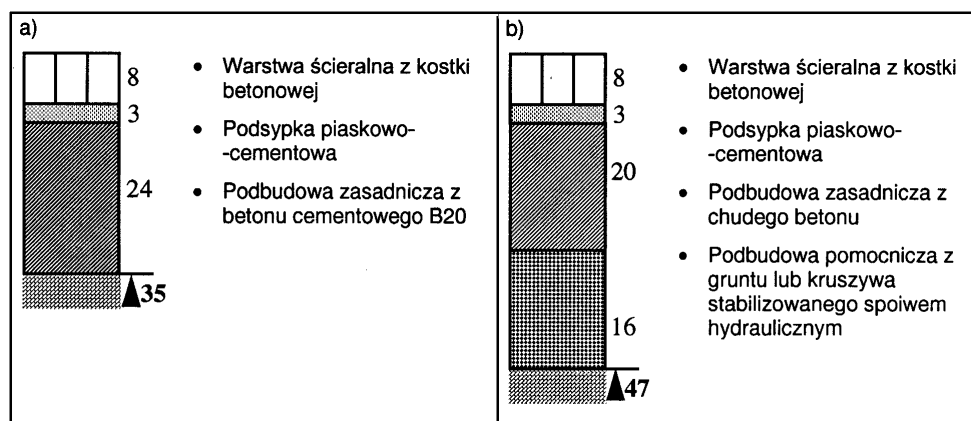 a)
8
3
24
35
• Warstwa ścieralna z kostki
betonowej
• Podsypka piaskowo-
-cementowa
• Podbudowa zasadnicza z
betonu cementowego B20
b)
8
3
20
16
47
• Warstwa ścieralna z kostki
betonowej
• Podsypka piaskowo-
-cementowa
• Podbudowa zasadnicza z
chudego betonu
• Podbudowa pomocnicza z
gruntu lub kruszywa
stabilizowanego spoiwem
hydraulicznym